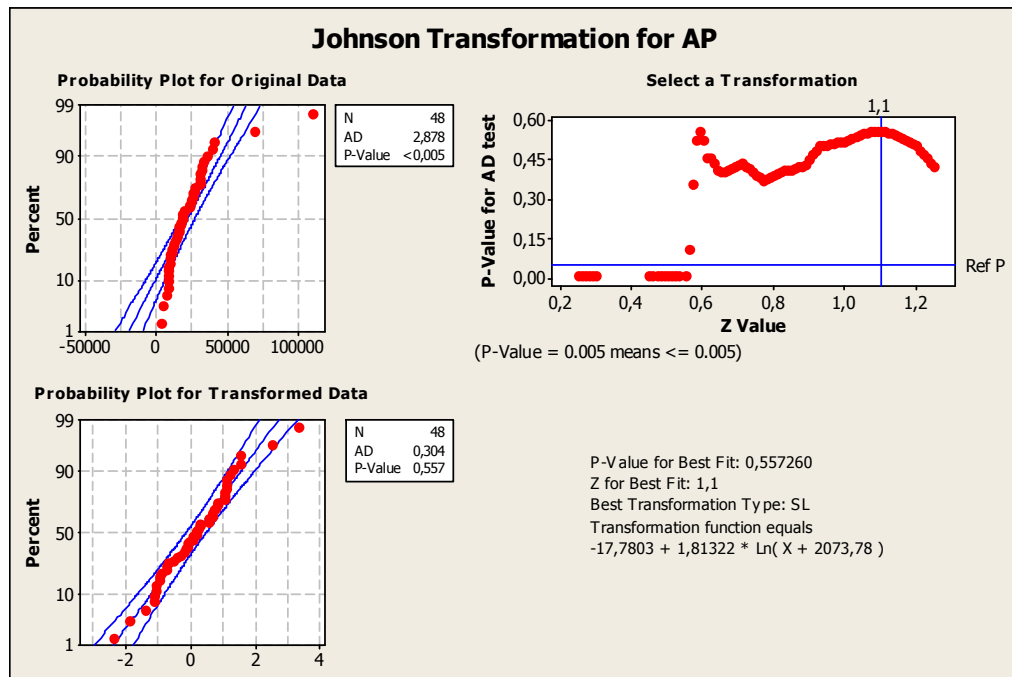 Johnson Transformation for AP
Probability Plot for Original Data
99
90
50
10
1
Percent
-50000 0 50000 100000
N 48
AD 2,878
P-Value <0,005
Select a Transformation
1,1
0,60
0,45
0,30
0,15
0,00
P-Value for AD test
Ref P
0,2 0,4 0,6 0,8 1,0 1,2
Z Value
(P-Value = 0.005 means <= 0.005)
Probability Plot for Transformed Data
99
90
50
10
1
Percent
-2 0 2 4
N 48
AD 0,304
P-Value 0,557
P-Value for Best Fit: 0,557260
Z for Best Fit: 1,1
Best Transformation Type: SL
Transformation function equals
-17,7803 + 1,81322 * Ln( X + 2073,78 )